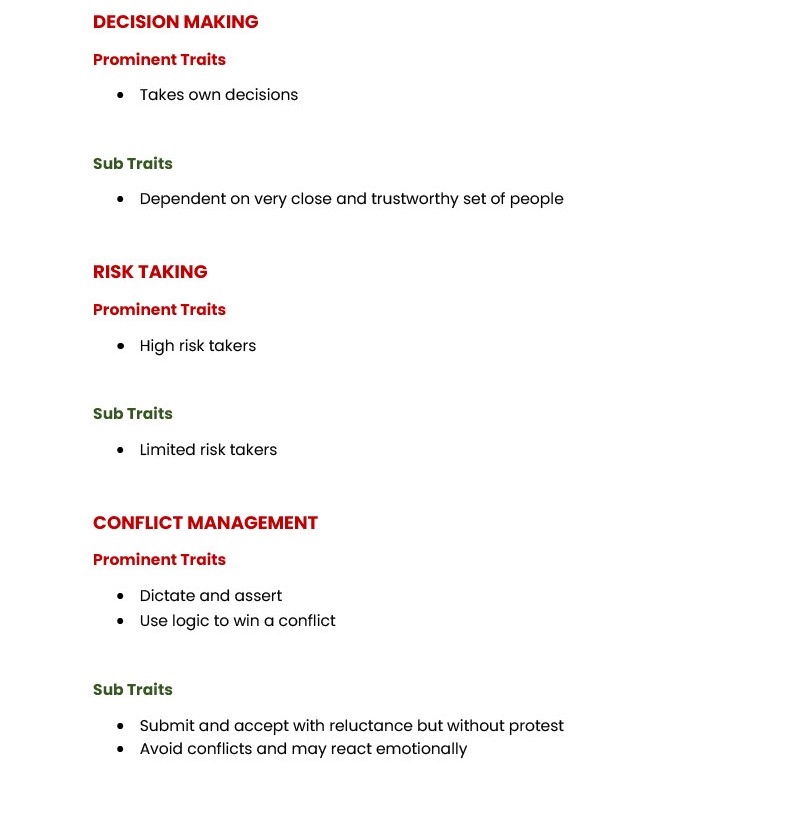 DECISION MAKING
Prominent Traits
• Takes own decisions
Sub Traits
• Dependent on very close and trustworthy set of people
RISK TAKING
Prominent Traits
• High risk takers
Sub Traits
• Limited risk takers
CONFLICT MANAGEMENT
Prominent Traits
• Dictate and assert
• Use logic to win a conflict
Sub Traits
• Submit and accept with reluctance but without protest
• Avoid conflicts and may react emotionally